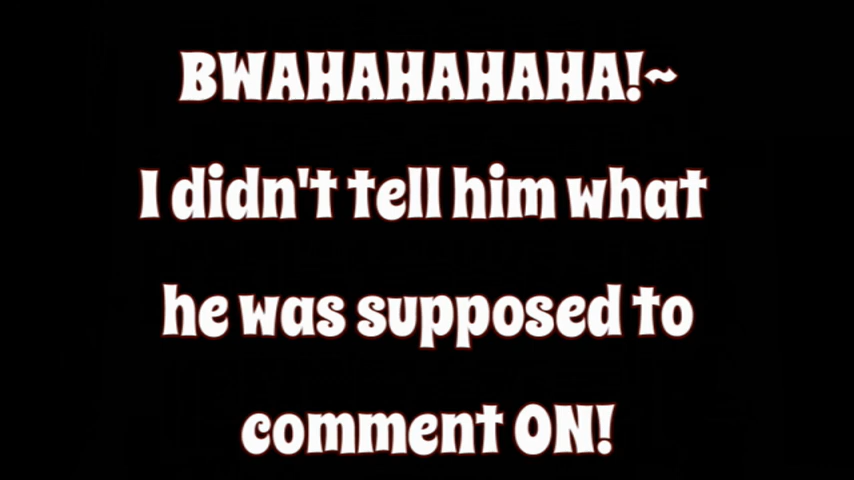 BWAHAHAHAHA!~
I didn't tell him what
he was supposed to
comment ON!